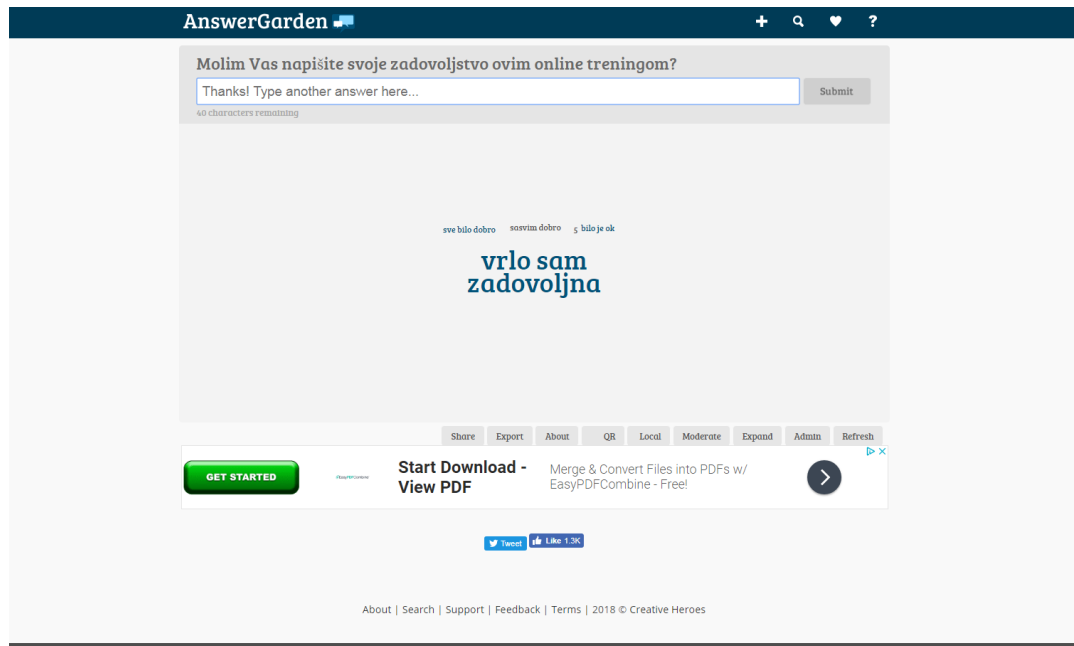 AnswerGarden
Molim Vas napišite svoje zadovoljstvo ovim online treningom?
Thanks! Type another answer here...
Submit
40 characters remaining
sve bilo dobro sasvim dobro 5 bilo je ok
vrlo sam
zadovoljna
Share Export About QR Local Moderate Expand Admin Refresh
GET STARTED
EasyPDFCombine
Start Download -
View PDF
Merge & Convert Files into PDFs w/
EasyPDFCombine - Free!
Tweet Like 1.3K
About | Search | Support | Feedback | Terms | 2018 © Creative Heroes